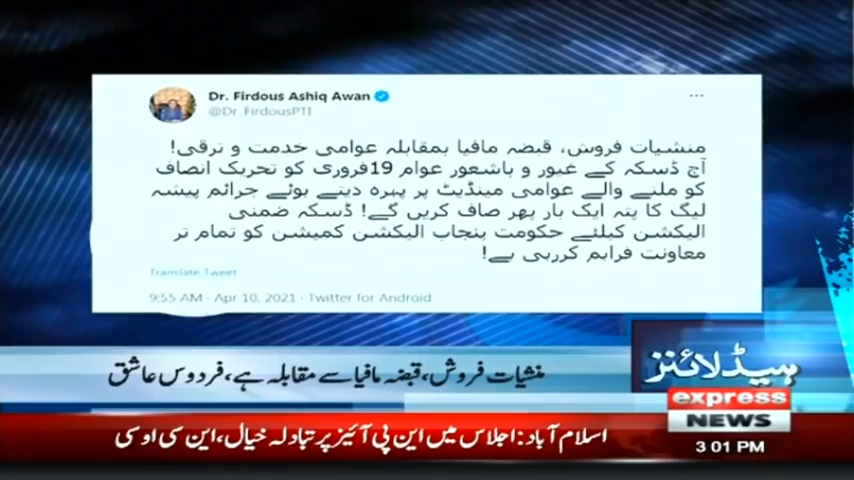 Dr. Firdous Ashiq Awan
@Dr_FirdousPTI
منشیات فروش، قبضہ مافیا بمقابلہ عوامی خدمت و ترقی!
آج ڈسکہ کے غیور و باشعور عوام 19فروری کو تحریک انصاف
کو ملنے والے عوامی مینڈیٹ پر پہرہ دیتے ہوئے جرائم پیشہ
لیگ کا پتہ ایک بار پھر صاف کریں گے! ڈسکہ ضمنی
الیکشن کیلئے حکومت پنجاب الیکشن کمیشن کو تمام تر
معاونت فراہم کررہی ہے!
Translate Tweet
9:55 AM · Apr 10, 2021 · Twitter for Android
منشیات فروش، قبضہ مافیا سے مقابلہ ہے، فردوس عاشق
ہیڈلائنز
express
NEWS
اسلام آباد: اجلاس میں این پی آئیز پر تبادلہ خیال، این سی او سی
3:01 PM